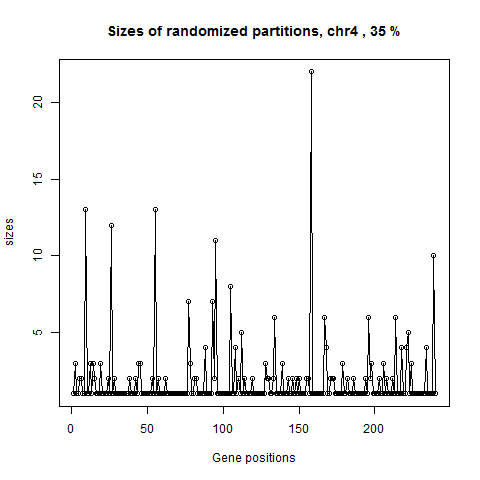 Sizes of randomized partitions, chr4 , 35 %
sizes
20
15
10
5
0 50 100 150 200
Gene positions